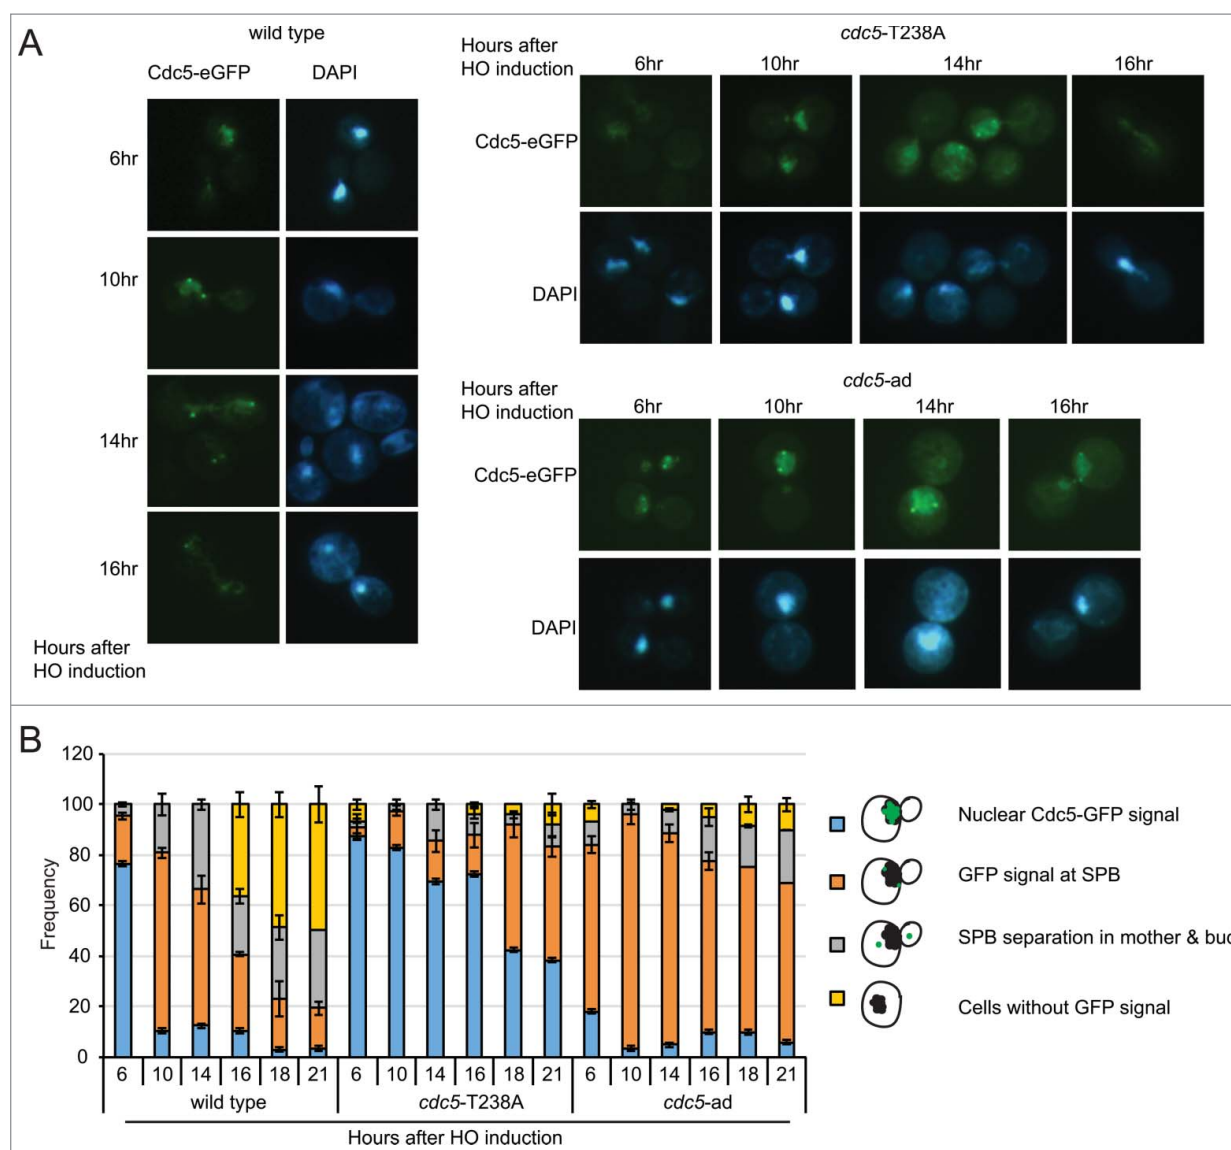 A
wild type
Cdc5-eGFP DAPI
6hr
10hr
14hr
16hr
Hours after
HO induction
cdc5-T238A
Hours after
HO induction
6hr 10hr 14hr 16hr
Cdc5-eGFP
DAPI
cdc5-ad
Hours after
HO induction
6hr 10hr 14hr 16hr
Cdc5-eGFP
DAPI
B
120
100
80
60
40
20
0
Frequency
6 10 14 16 18 21 6 10 14 16 18 21 6 10 14 16 18 21
wild type cdc5-T238A cdc5-ad
Hours after HO induction
Nuclear Cdc5-GFP signal
GFP signal at SPB
SPB separation in mother & bud
Cells without GFP signal